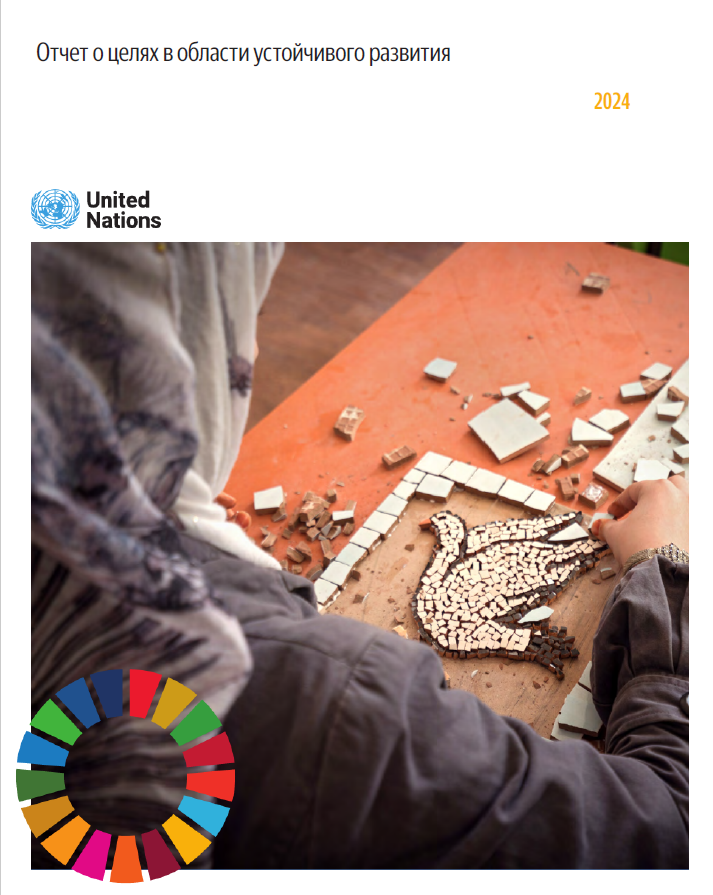 Отчет о целях в области устойчивого развития
2024
United
Nations